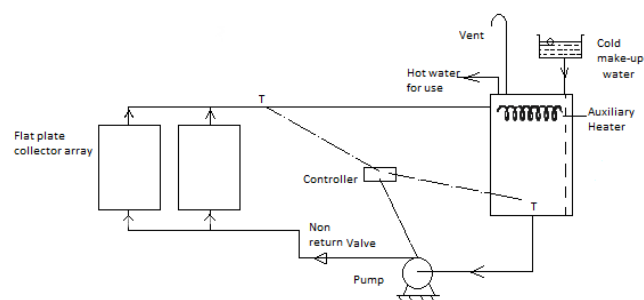 Vent
Cold
make-up
water
Hot water
for use
T
Auxiliary
Heater
Flat plate
collector array
Controller
T
Non
return Valve
Pump